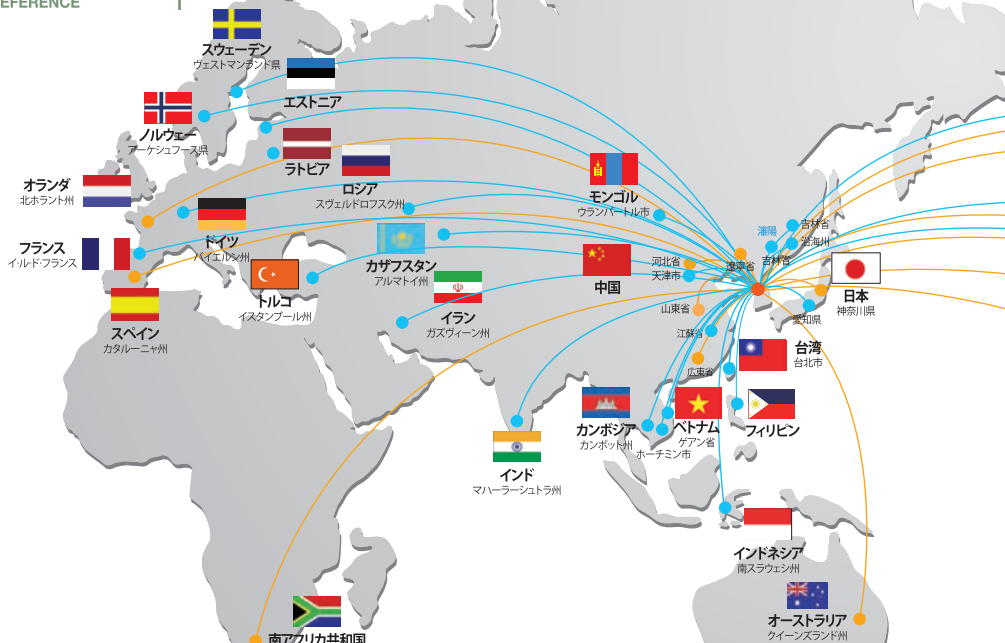 EFERENCE
スウェーデン
ヴェストマンランド県
エストニア
ノルウェー
アーケシュフース県
ラトビア
ロシア
スヴェルドロフスク州
オランダ
北ホラント州
モンゴル
ウランバートル市
フランス
イ・ルド・フランス
ドイツ
バイエルン州
カザフスタン
アルマトイ州
トルコ
イスタンブール州
イラン
ガズヴィーン州
スペイン
カタルーニャ州
中国
河北省
天津市
遼寧省
瀋陽
吉林省
吉林省
沿海州
山東省
江蘇省
広東省
日本
神奈川県
愛知県
台湾
台北市
カンボジア
カンポット州
ベトナム
ゲアン省
ホーチミン市
フィリピン
インド
マハーラーシュトラ州
インドネシア
南スラウェシ州
オーストラリア
クイーンズランド州
南アフリカ共和国